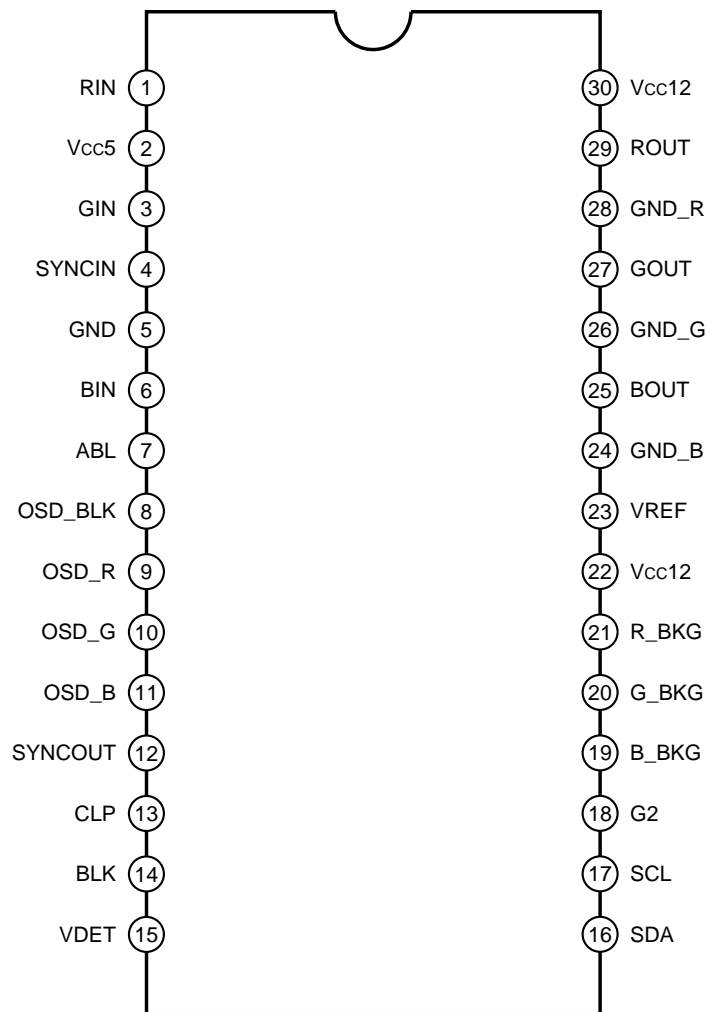 RIN 1 30 Vcc12
Vcc5 2 29 ROUT
GIN 3 28 GND_R
SYNCIN 4 27 GOUT
GND 5 26 GND_G
BIN 6 25 BOUT
ABL 7 24 GND_B
OSD_BLK 8 23 VREF
OSD_R 9 22 Vcc12
OSD_G 10 21 R_BKG
OSD_B 11 20 G_BKG
SYNCOUT 12 19 B_BKG
CLP 13 18 G2
BLK 14 17 SCL
VDET 15 16 SDA